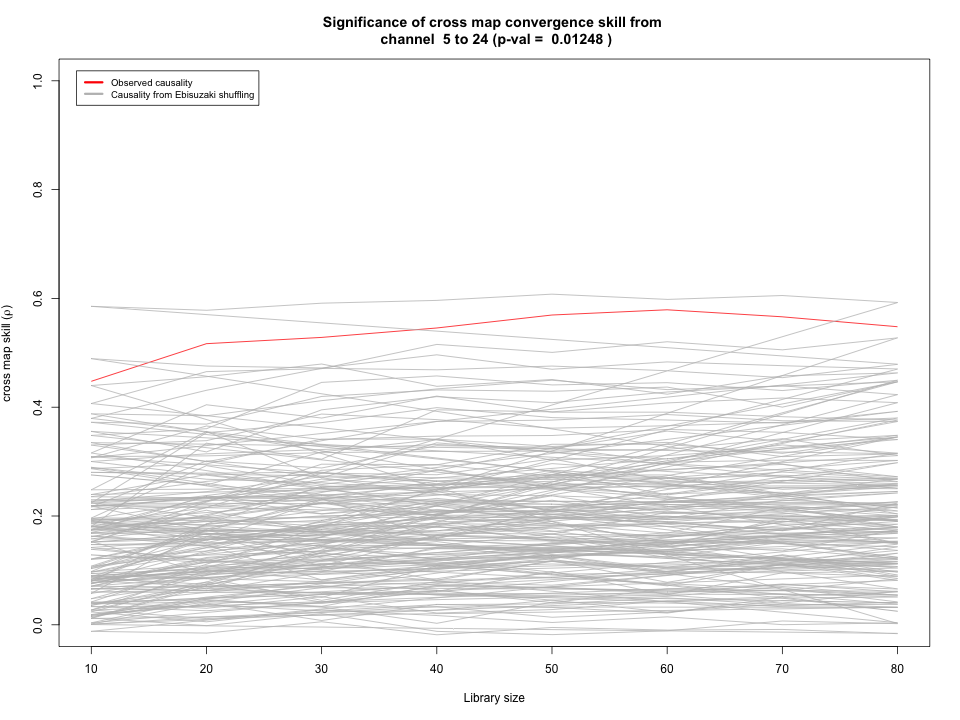 Significance of cross map convergence skill from
channel  5 to 24 (p-val =  0.01248 )
Observed causality
Causality from Ebisuzaki shuffling
cross map skill (ρ)
1.0
0.8
0.6
0.4
0.2
0.0
10 20 30 40 50 60 70 80
Library size